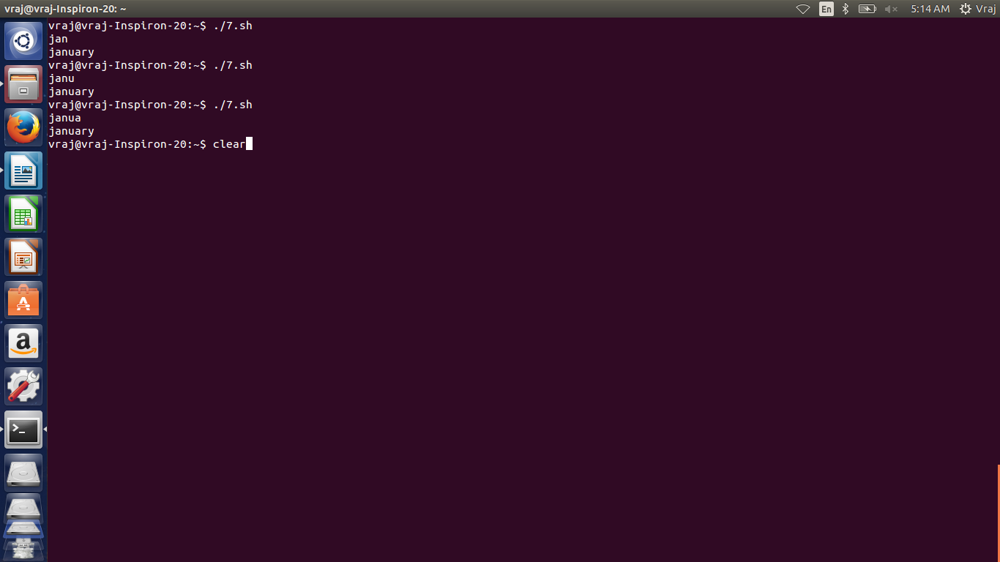 vraj@vraj-Inspiron-20: ~
En
5:14 AM
Vraj
vraj@vraj-Inspiron-20:~$ ./7.sh
jan
january
vraj@vraj-Inspiron-20:~$ ./7.sh
janu
january
vraj@vraj-Inspiron-20:~$ ./7.sh
janua
january
vraj@vraj-Inspiron-20:~$ clear
A
a
>_